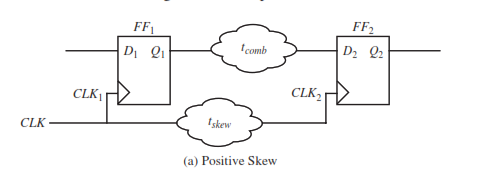 FF1 FF2
D1 Q1 tcomb D2 Q2
CLK1 CLK2
CLK tskew
(a) Positive Skew